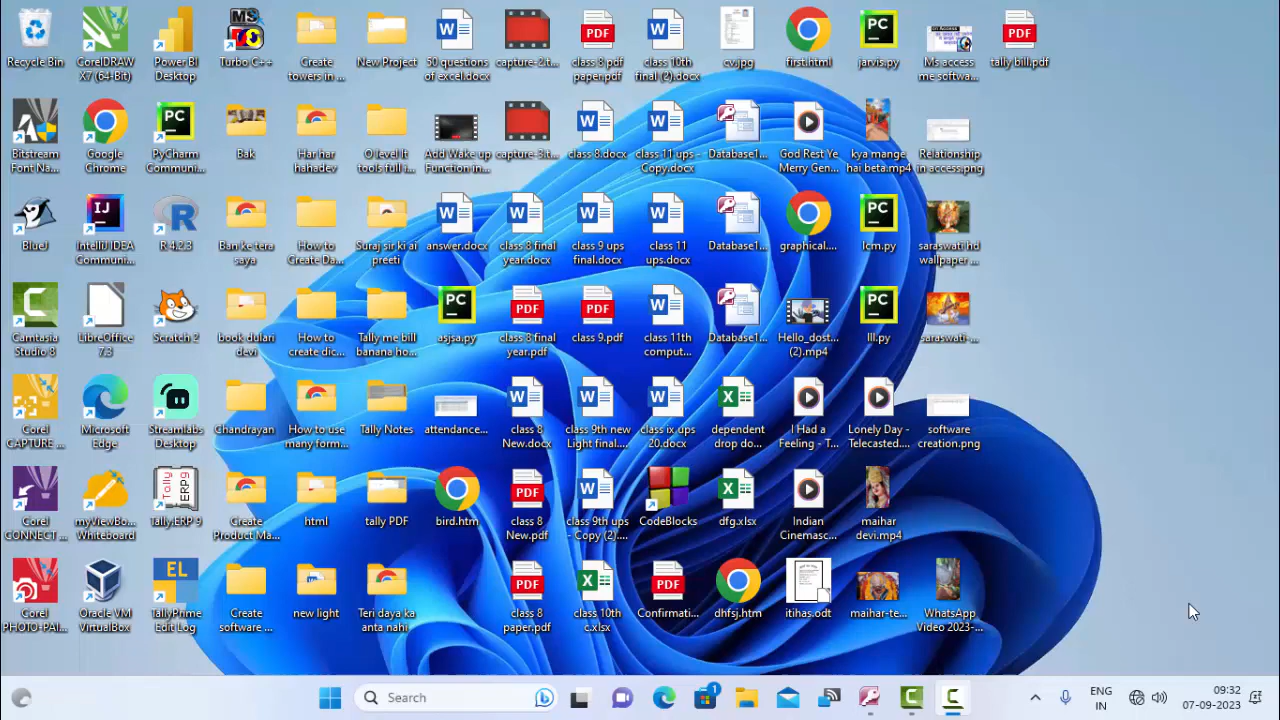 Recycle Bin
CorelDRAW
X7 (64-Bit)
Power BI
Desktop
Turbo C++
Create
towers in ...
New Project
50 questions
of excel.docx
capture-2.t...
class 8 pdf
paper.pdf
class 10th
final (2).docx
cv.jpg
first.html
jarvis.py
Ms access
me softwa...
tally bill.pdf
Bitstream
Font Na...
Google
Chrome
PyCharm
Communi...
Bak
Har har
hahadev
O level It
tools full i...
Add Wake up
Function in...
capture-3.t...
class 8.docx
class 11 ups -
Copy.docx
Database1...
God Rest Ye
Merry Gen...
kya mange
hai beta.mp4
Relationship
in access.png
BlueJ
IntelliJ IDEA
Communi...
R 4.2.3
Ban ke tera
saya
How to
Create Da...
Suraj sir ki ai
preeti
answer.docx
class 8 final
year.docx
class 9 ups
final.docx
class 11
ups.docx
Database1...
graphical....
lcm.py
saraswati hd
wallpaper ...
Camtasia
Studio 8
LibreOffice
7.3
Scratch 2
book dulari
devi
How to
create dic...
Tally me bill
banana ho...
asjsa.py
class 8 final
year.pdf
class 9.pdf
class 11th
comput...
Database1...
Hello_dost...
(2).mp4
lll.py
saraswati-...
Corel
CAPTURE ...
Microsoft
Edge
Streamlabs
Desktop
Chandrayan
How to use
many form...
Tally Notes
attendance...
class 8
New.docx
class 9th new
Light final....
class ix ups
20.docx
dependent
drop do...
I Had a
Feeling - T...
Lonely Day -
Telecasted....
software
creation.png
Corel
CONNECT ...
myViewBo...
Whiteboard
Tally.ERP 9
Create
Product Ma...
html
tally PDF
bird.htm
class 8
New.pdf
class 9th ups
- Copy (2)....
CodeBlocks
dfg.xlsx
Indian
Cinemasc...
maihar
devi.mp4
Corel
PHOTO-PAI...
Oracle VM
VirtualBox
TallyPrime
Edit Log
Create
software ...
new light
Teri daya ka
anta nahi
class 8
paper.pdf
class 10th
c.xlsx
Confirmati...
dhfsj.htm
itihas.odt
maihar-te...
WhatsApp
Video 2023-...
Search
1
IN
09:32
07-09-2023